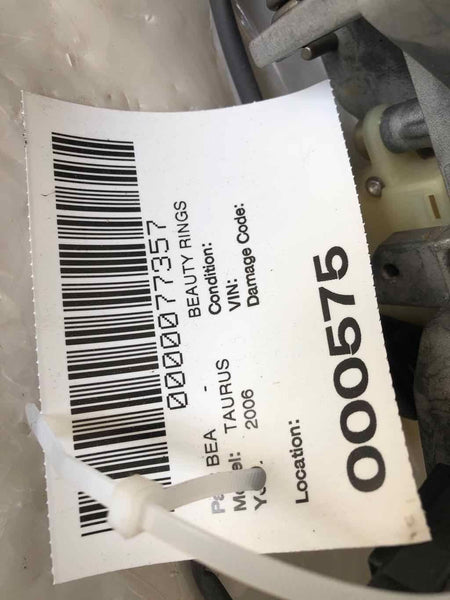 0000077357
BEA - BEAUTY RINGS
TAURUS Condition:
2006 VIN:
Damage Code:
Location:
000575